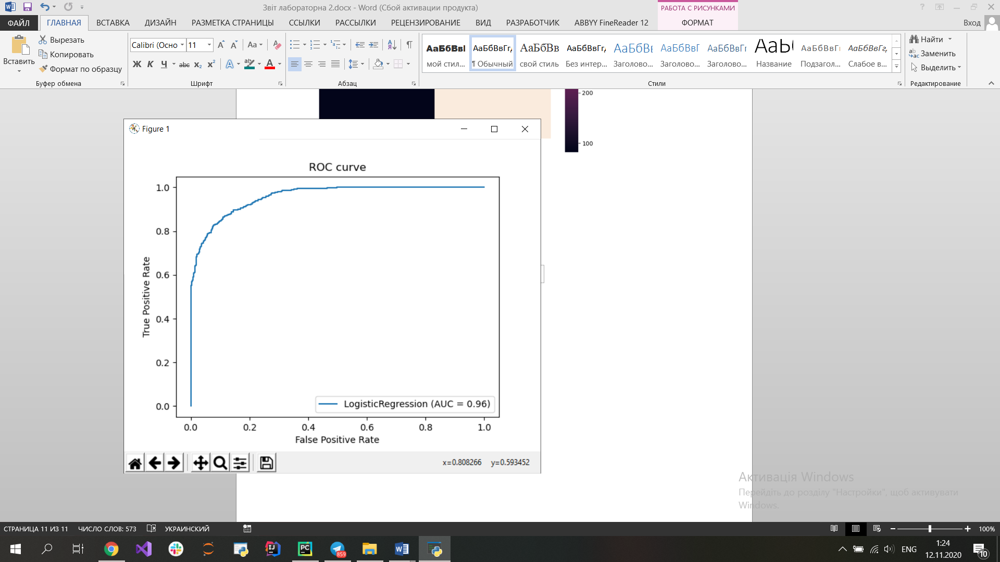 Звіт лабораторна 2.docx - Word (Сбой активации продукта)
РАБОТА С РИСУНКАМИ
ФАЙЛ ГЛАВНАЯ ВСТАВКА ДИЗАЙН РАЗМЕТКА СТРАНИЦЫ ССЫЛКИ РАССЫЛКИ РЕЦЕНЗИРОВАНИЕ ВИД РАЗРАБОТЧИК ABBYY FineReader 12 ФОРМАТ Вход
Вставить
Вырезать
Копировать
Формат по образцу
Буфер обмена
Calibri (Осно 11
Aa
Ж К Ч abc x₂ x² A ab A
Шрифт
Абзац
АаБбВвІ АаБбВвГг, АаБбВв АаБбВвГг, АаБбВ АаБбВвГ АаБбВвГг АаБ АаБбВвГг АаБбВвГг,
мой стил... ¶ Обычный свой стиль Без интер... Заголово... Заголово... Заголово... Название Подзагол... Слабое в...
Стили
Найти
Заменить
Выделить
Редактирование
200
100
Figure 1
ROC curve
1.0
0.8
0.6
0.4
0.2
0.0
True Positive Rate
LogisticRegression (AUC = 0.96)
0.0 0.2 0.4 0.6 0.8 1.0
False Positive Rate
x=0.808266 y=0.593452
Активація Windows
Перейдіть до розділу "Настройки", щоб активувати
Windows.
СТРАНИЦА 11 ИЗ 11 ЧИСЛО СЛОВ: 573 УКРАИНСКИЙ 100%
859
ENG
1:24
12.11.2020
10